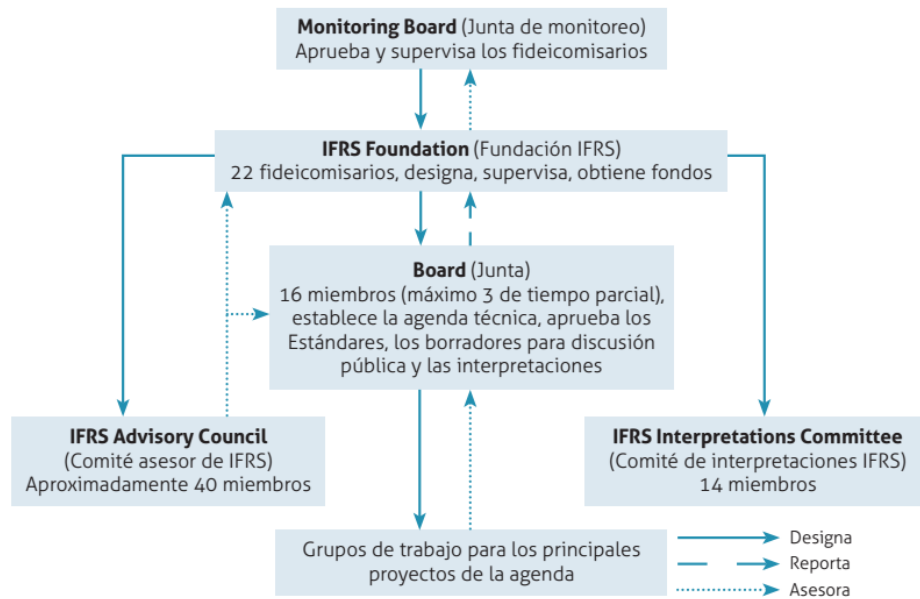 Monitoring Board (Junta de monitoreo)
Aprueba y supervisa los fideicomisarios
IFRS Foundation (Fundación IFRS)
22 fideicomisarios, designa, supervisa, obtiene fondos
Board (Junta)
16 miembros (máximo 3 de tiempo parcial),
establece la agenda técnica, aprueba los
Estándares, los borradores para discusión
pública y las interpretaciones
IFRS Advisory Council
(Comité asesor de IFRS)
Aproximadamente 40 miembros
IFRS Interpretations Committee
(Comité de interpretaciones IFRS)
14 miembros
Grupos de trabajo para los principales
proyectos de la agenda
Designa
Reporta
Asesora